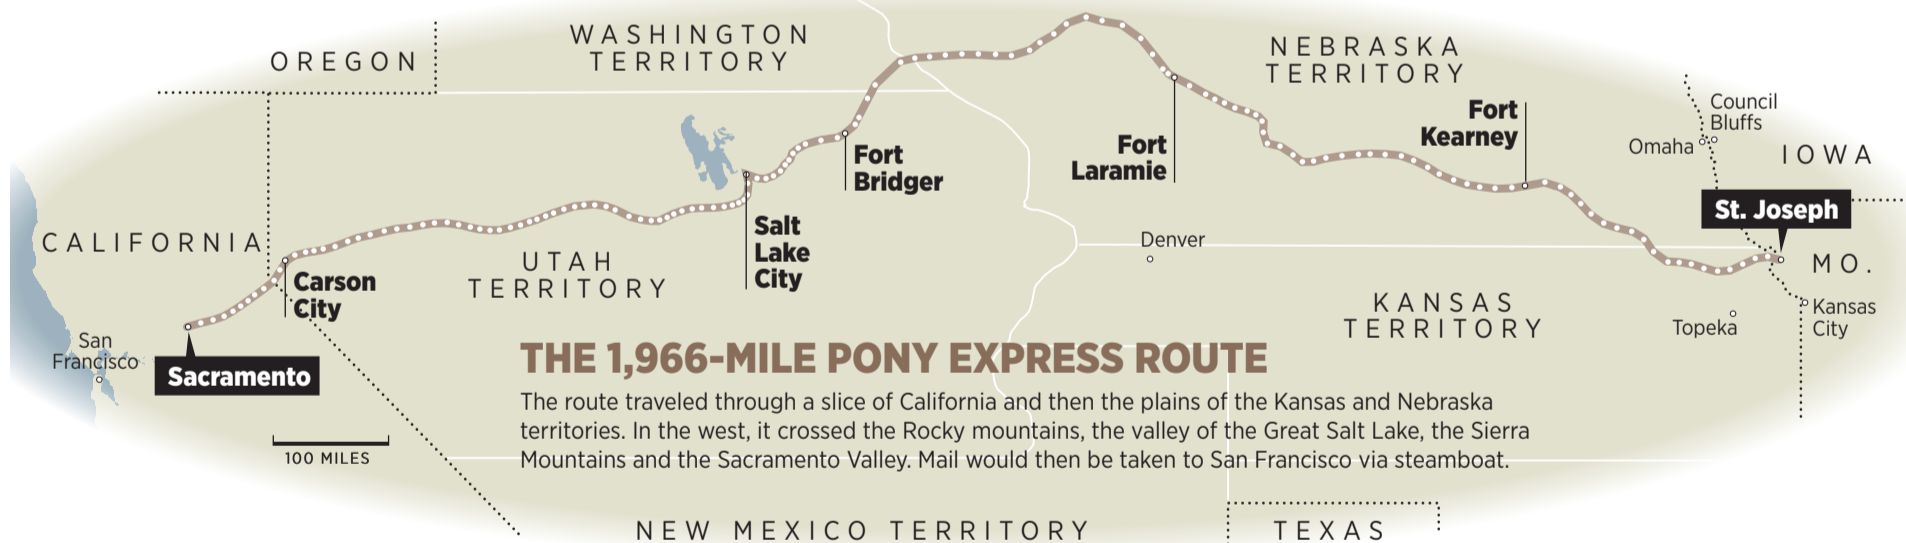 OREGON
WASHINGTON
TERRITORY
NEBRASKA
TERRITORY
Council
Bluffs
Omaha
IOWA
Fort
Kearney
Fort
Laramie
Fort
Bridger
St. Joseph
CALIFORNIA
Salt
Lake
City
Denver
UTAH
TERRITORY
Carson
City
MO.
KANSAS
TERRITORY
Kansas
City
Topeka
San
Francisco
Sacramento
THE 1,966-MILE PONY EXPRESS ROUTE
The route traveled through a slice of California and then the plains of the Kansas and Nebraska
territories. In the west, it crossed the Rocky mountains, the valley of the Great Salt Lake, the Sierra
Mountains and the Sacramento Valley. Mail would then be taken to San Francisco via steamboat.
100 MILES
NEW MEXICO TERRITORY
TEXAS